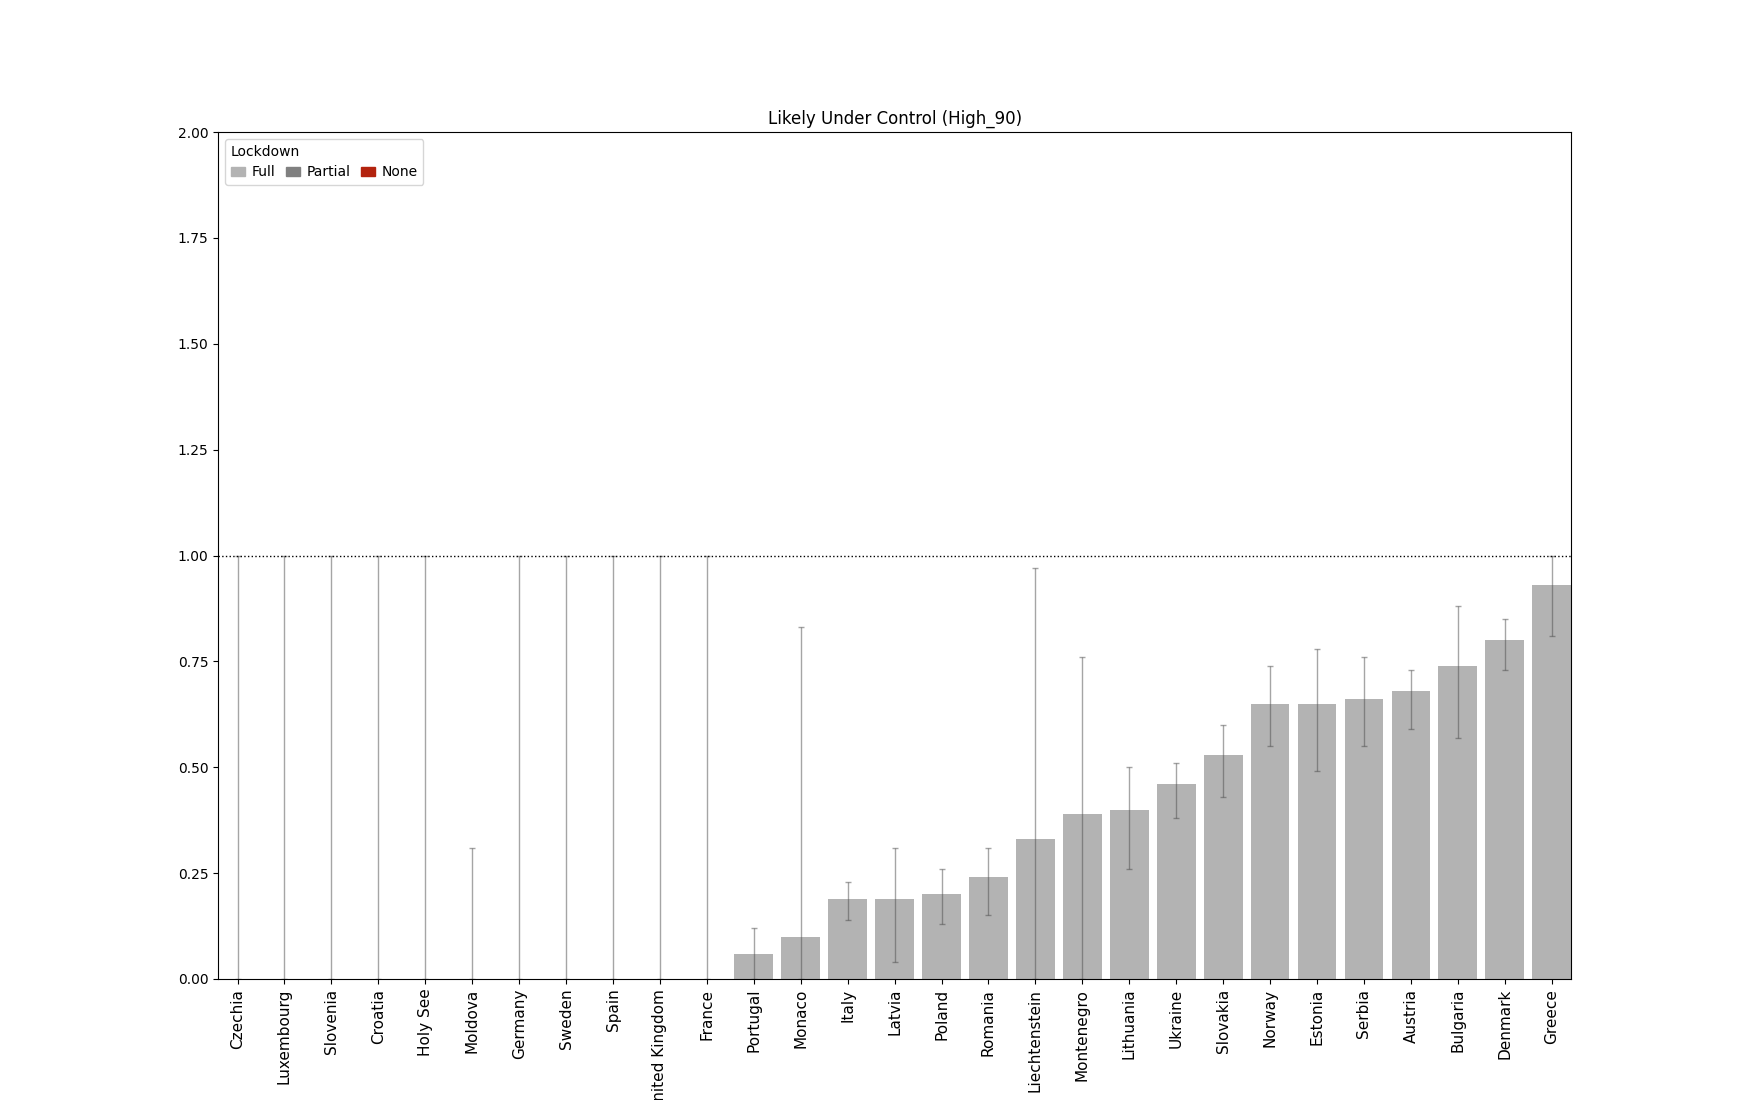 Likely Under Control (High_90)
2.00
Lockdown
Full Partial None
1.75
1.50
1.25
1.00
0.75
0.50
0.25
0.00
Czechia
Luxembourg
Slovenia
Croatia
Holy See
Moldova
Germany
Sweden
Spain
nited Kingdom
France
Portugal
Monaco
Italy
Latvia
Poland
Romania
Liechtenstein
Montenegro
Lithuania
Ukraine
Slovakia
Norway
Estonia
Serbia
Austria
Bulgaria
Denmark
Greece